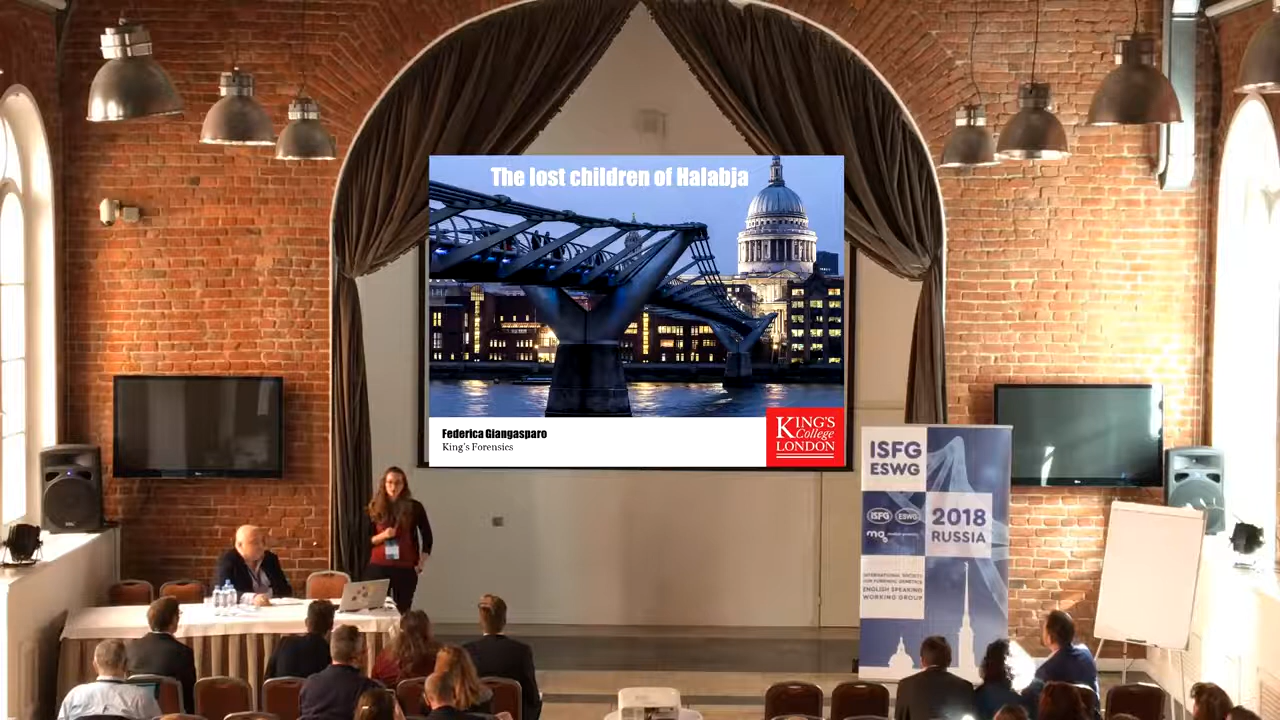 The lost children of Halabja
Federica Giangasparo
King's Forensics
KING'S
College
LONDON
ISFG
ESWG
ISFG ESWG
2018
RUSSIA
INTERNATIONAL SOCIETY
FOR FORENSIC GENETICS
ENGLISH SPEAKING
WORKING GROUP